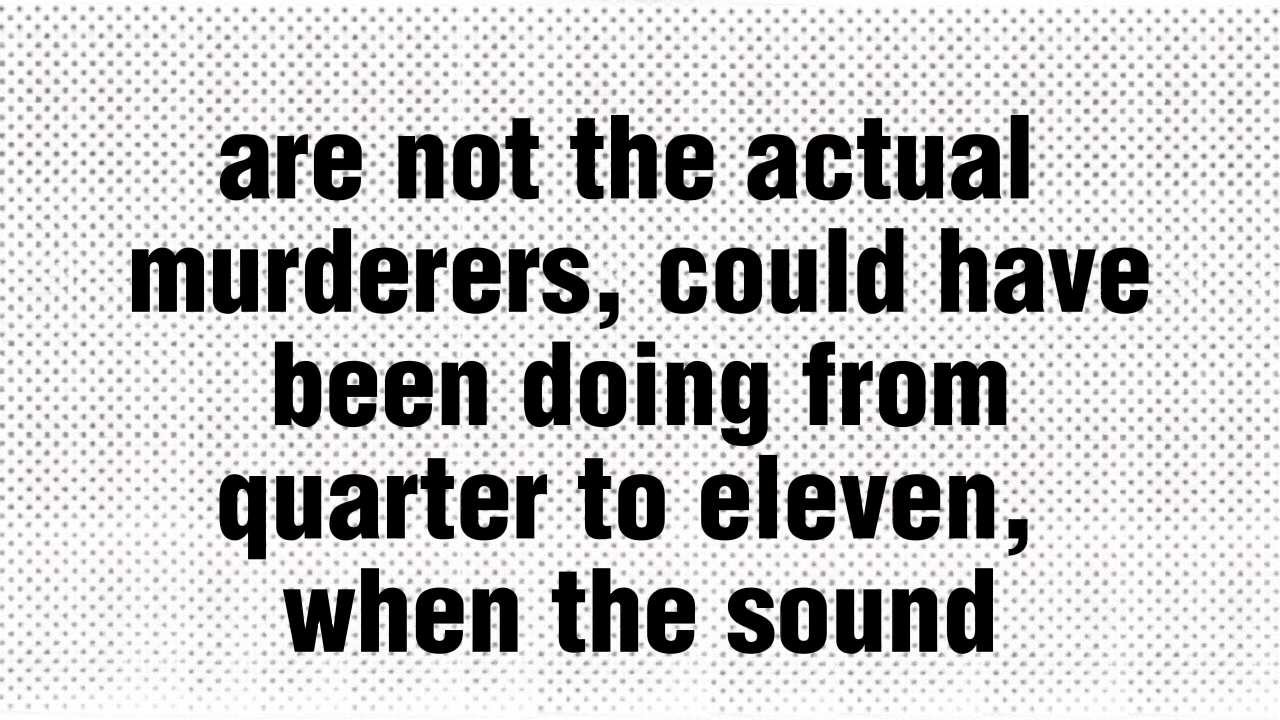 are not the actual
murderers, could have
been doing from
quarter to eleven,
when the sound